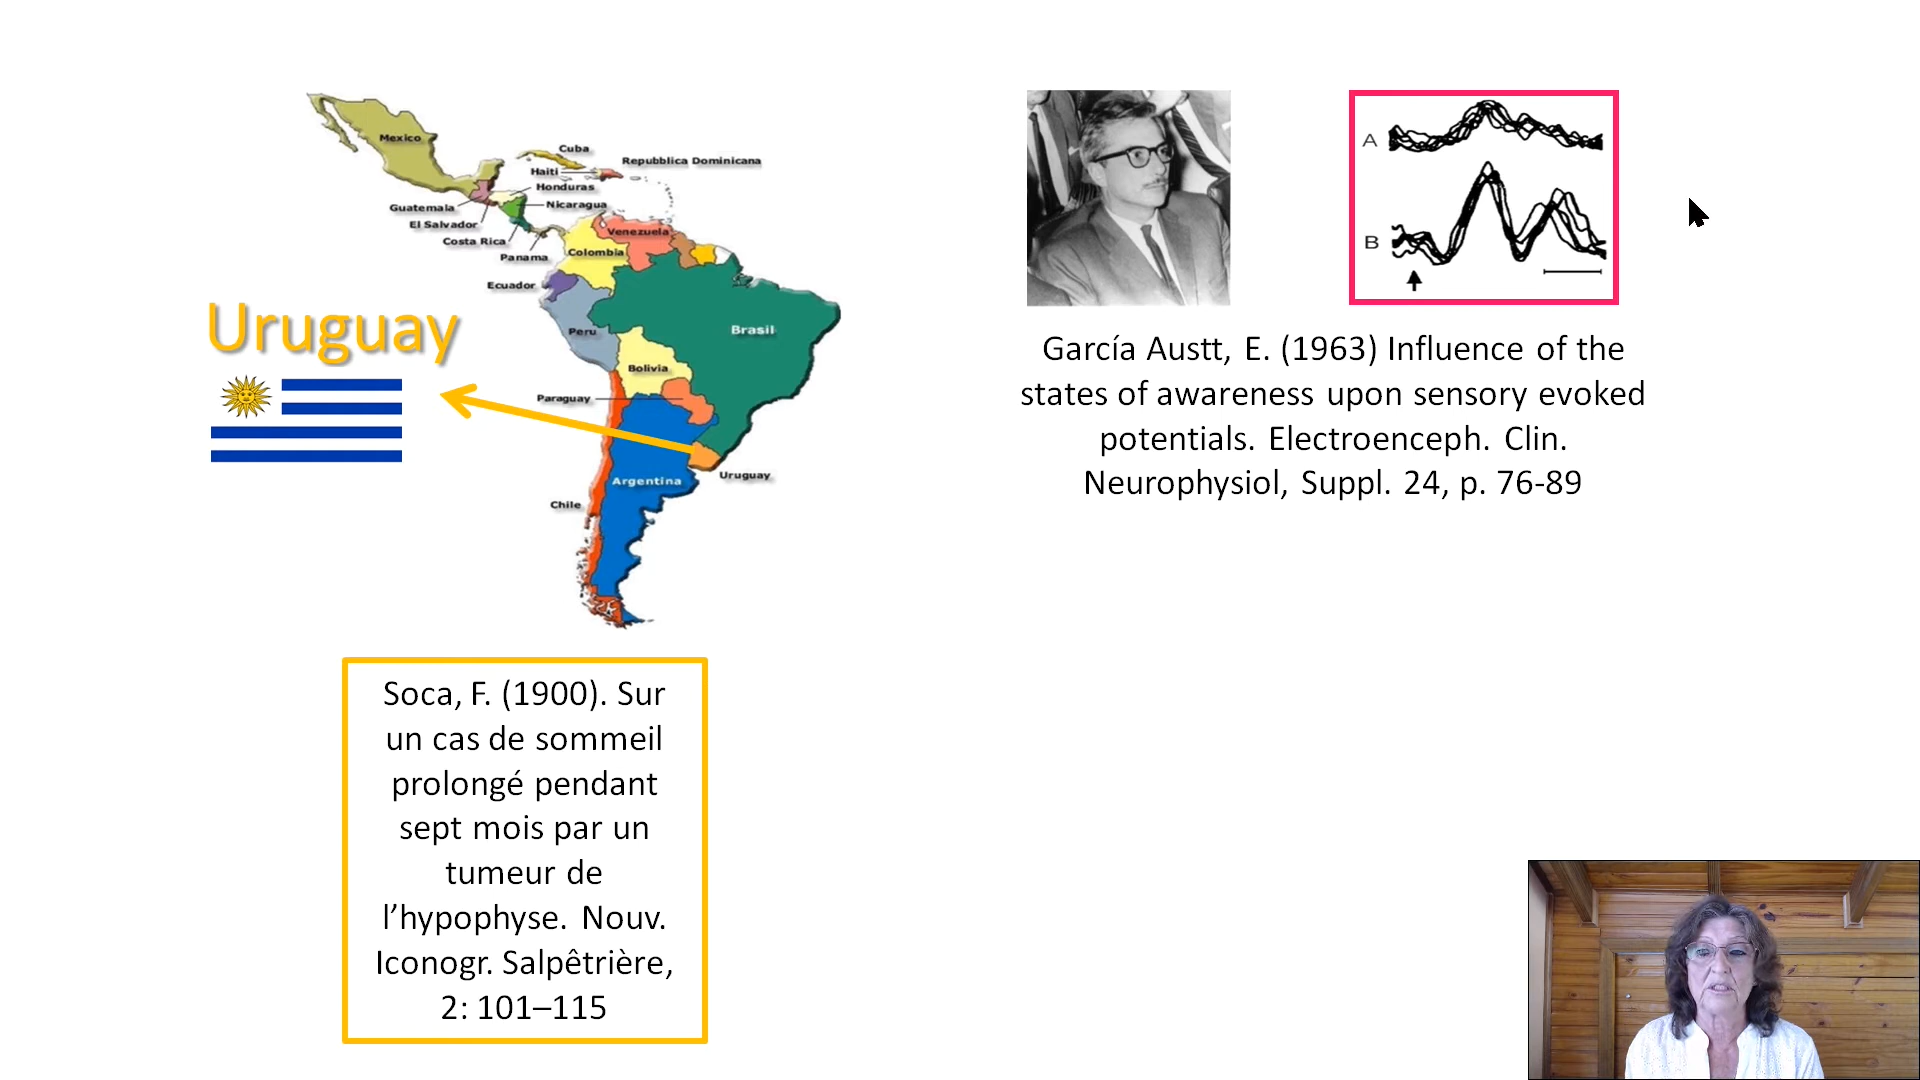 Mexico
Cuba
Repubblica Dominicana
Haiti
Honduras
Guatemala
Nicaragua
El Salvador
Costa Rica
Panama
Venezuela
Colombia
Ecuador
Peru
Brasil
Bolivia
Paraguay
Uruguay
Argentina
Chile
Uruguay
Soca, F. (1900). Sur
un cas de sommeil
prolongé pendant
sept mois par un
tumeur de
l’hypophyse. Nouv.
Iconogr. Salpêtrière,
2: 101–115
A
B
García Austt, E. (1963) Influence of the
states of awareness upon sensory evoked
potentials. Electroenceph. Clin.
Neurophysiol, Suppl. 24, p. 76-89